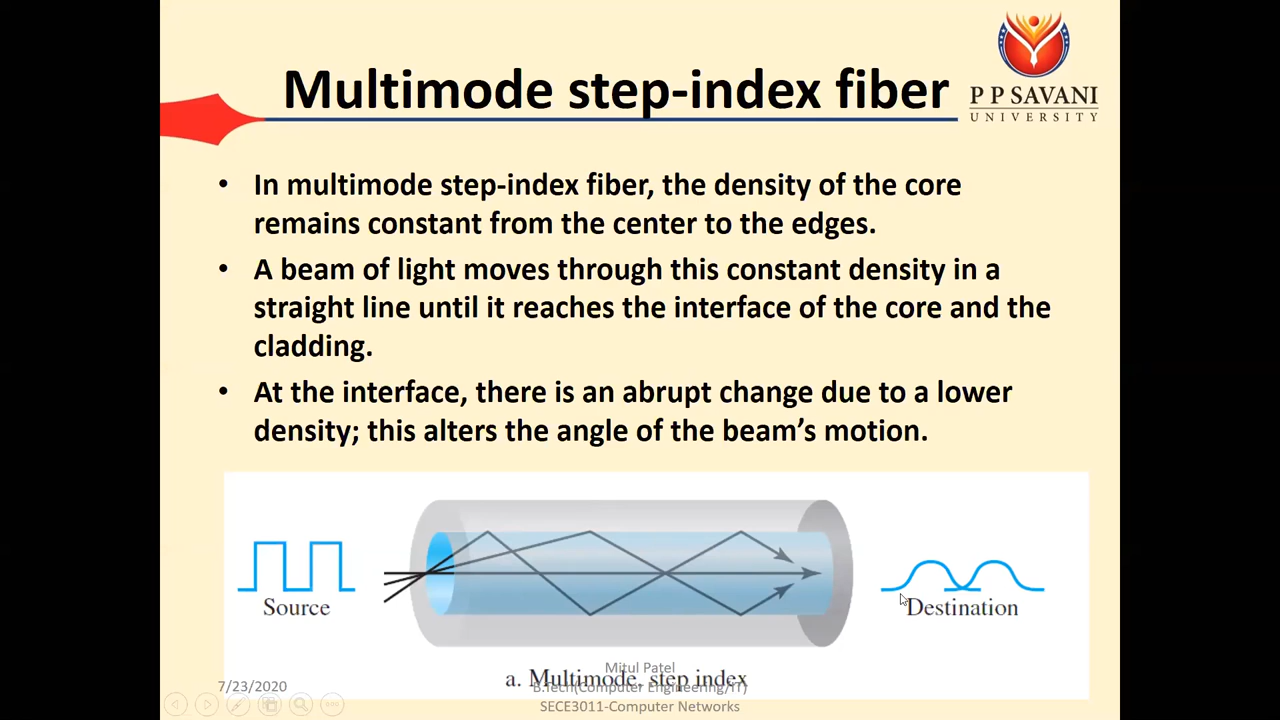 Multimode step-index fiber
P P SAVANI
UNIVERSITY
• In multimode step-index fiber, the density of the core
remains constant from the center to the edges.
• A beam of light moves through this constant density in a
straight line until it reaches the interface of the core and the
cladding.
• At the interface, there is an abrupt change due to a lower
density; this alters the angle of the beam’s motion.
Source
Destination
a. Multimode, step index
7/23/2020
Mitul Patel
B.Tech(Computer Engineering/IT)
SECE3011-Computer Networks